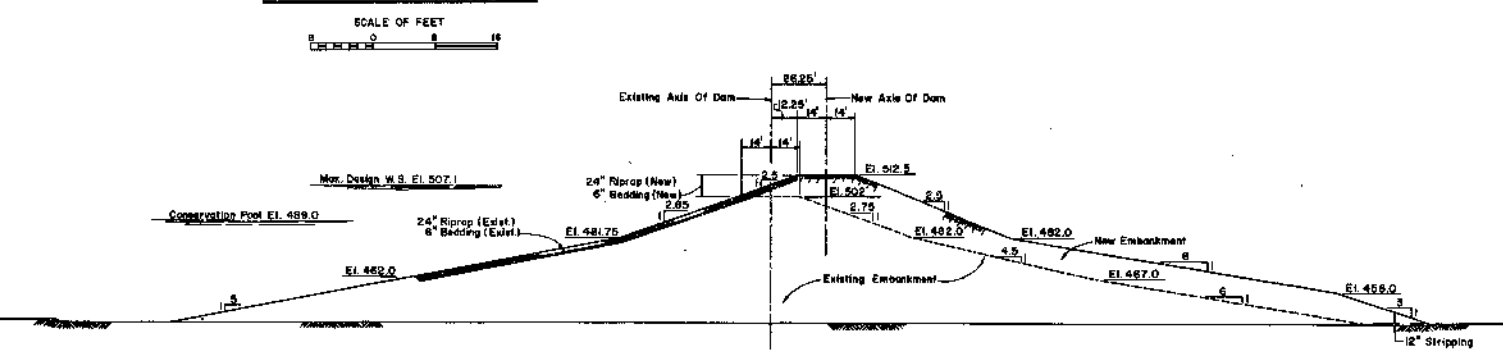 SCALE OF FEET
8 0 8 16
26.25'
Existing Axis Of Dam
New Axis Of Dam
12.25'
14' 14'
14' 14'
El. 512.5
Max. Design W.S. El. 507.1
24" Riprap (New)
6" Bedding (New)
2.5
El. 502'
2.5
Conservation Pool El. 489.0
2.85
2.75
24" Riprap (Exist.)
6" Bedding (Exist.)
El. 481.75
El. 482.0
El. 482.0
New Embankment
4.5
8
El. 462.0
Existing Embankment
El. 467.0
5
6
El. 458.0
3
12" Stripping